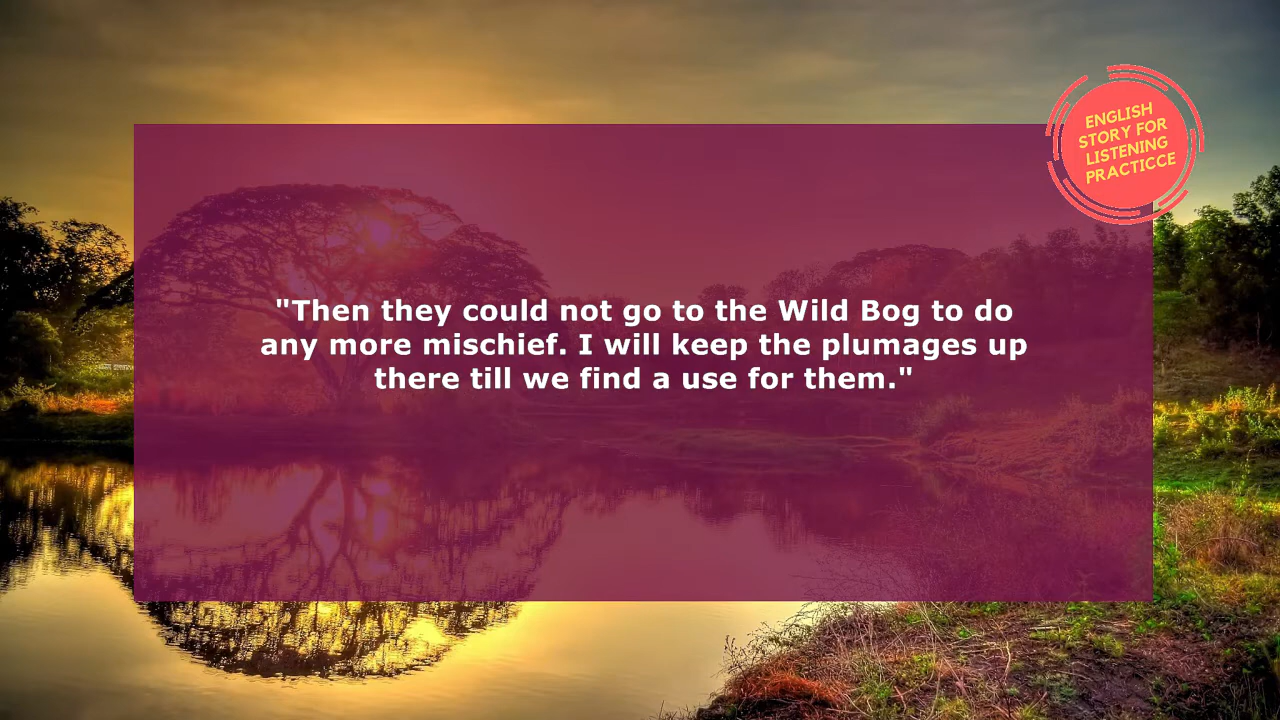 ENGLISH
STORY FOR
LISTENING
PRACTICCE
"Then they could not go to the Wild Bog to do
any more mischief. I will keep the plumages up
there till we find a use for them."